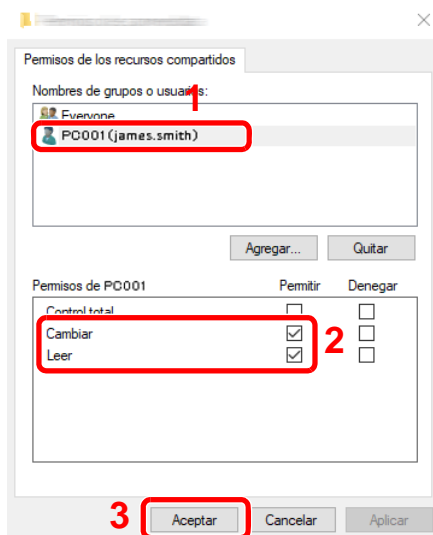 Permisos de los recursos compartidos
Nombres de grupos o usuarios:
1
Everyone
PC001(james.smith)
Agregar... Quitar
Permisos de PC001 Permitir Denegar
Control total
Cambiar
Leer
2
3
Aceptar Cancelar Aplicar